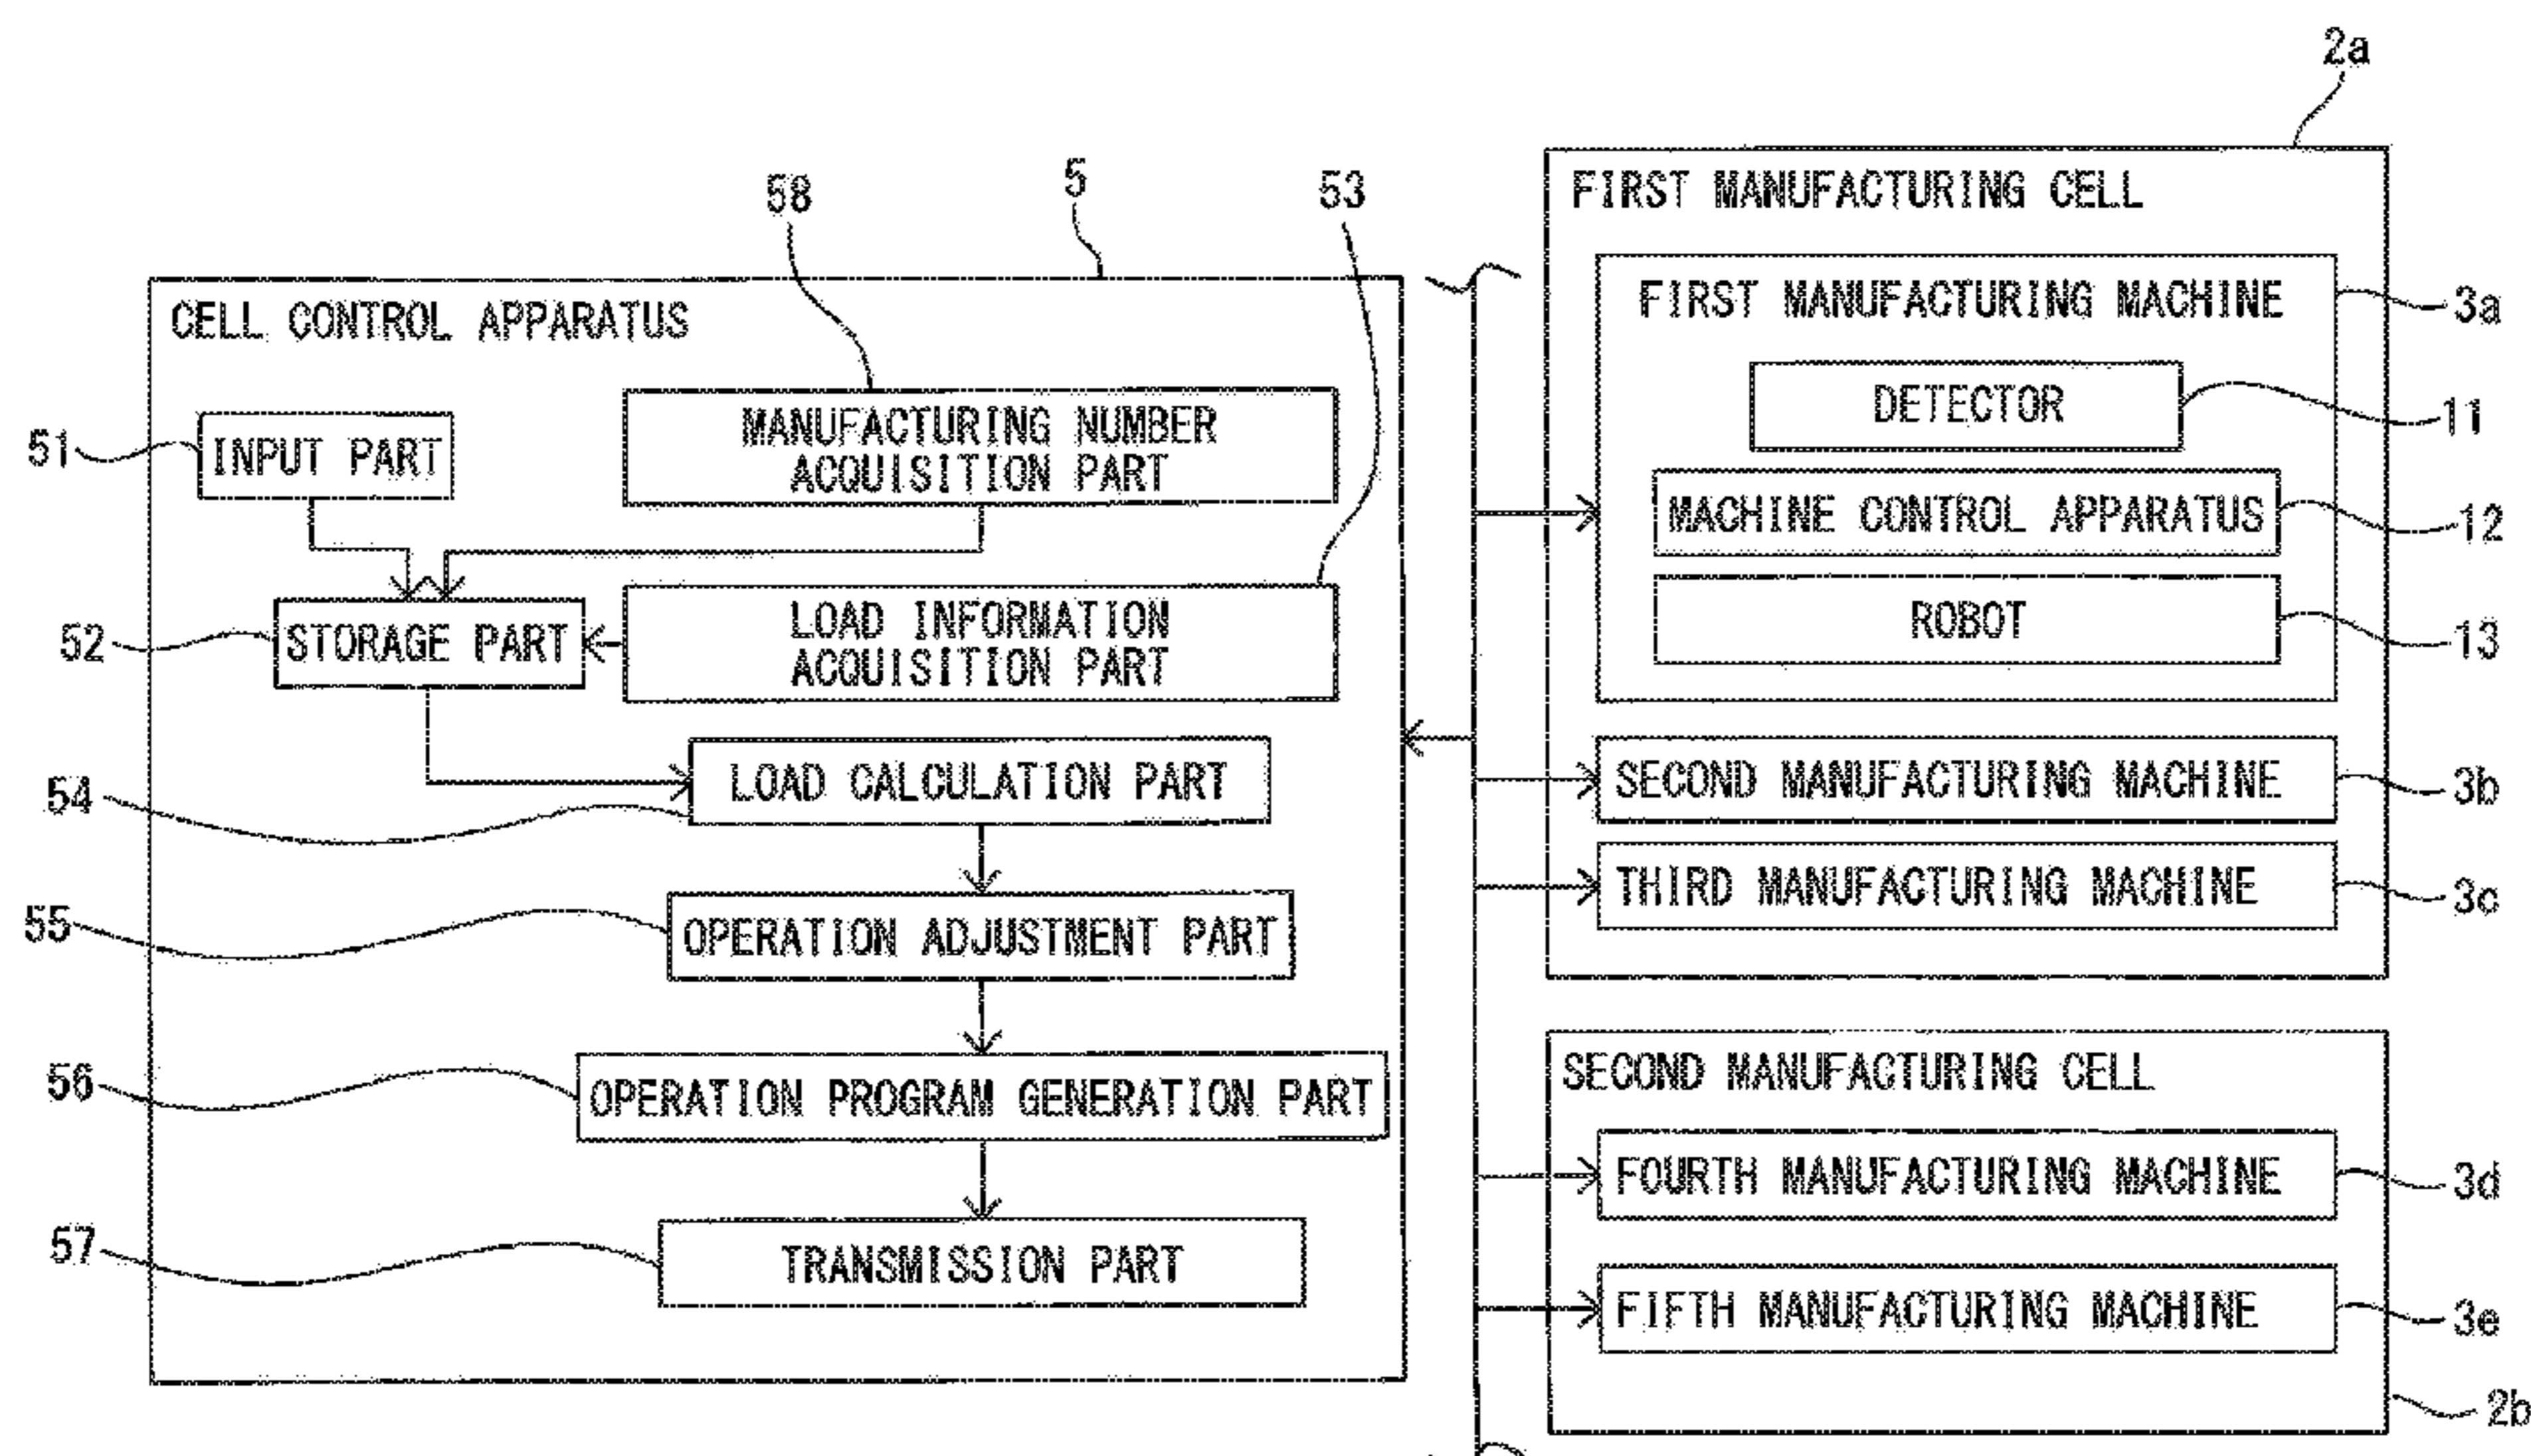 2a
58
5
53
FIRST MANUFACTURING CELL
CELL CONTROL APPARATUS
FIRST MANUFACTURING MACHINE
3a
51
INPUT PART
MANUFACTURING NUMBER
ACQUISITION PART
DETECTOR
11
MACHINE CONTROL APPARATUS
12
52
STORAGE PART
LOAD INFORMATION
ACQUISITION PART
ROBOT
13
54
LOAD CALCULATION PART
SECOND MANUFACTURING MACHINE
3b
THIRD MANUFACTURING MACHINE
3c
55
OPERATION ADJUSTMENT PART
56
OPERATION PROGRAM GENERATION PART
SECOND MANUFACTURING CELL
FOURTH MANUFACTURING MACHINE
3d
57
TRANSMISSION PART
FIFTH MANUFACTURING MACHINE
3e
2b